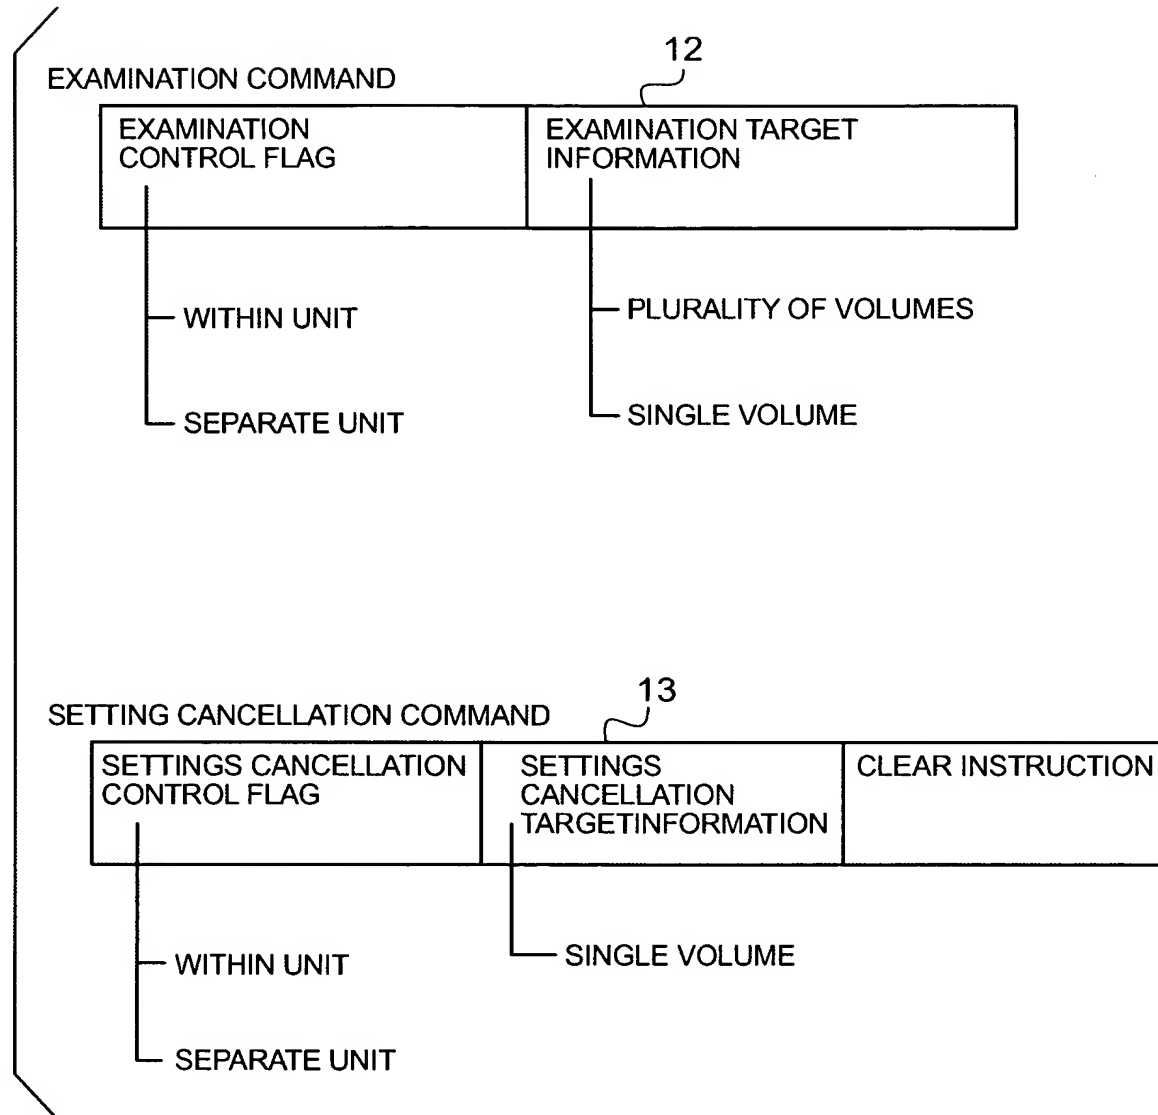 12
EXAMINATION COMMAND
EXAMINATION
CONTROL FLAG
EXAMINATION TARGET
INFORMATION
WITHIN UNIT
PLURALITY OF VOLUMES
SEPARATE UNIT
SINGLE VOLUME
13
SETTING CANCELLATION COMMAND
SETTINGS CANCELLATION
CONTROL FLAG
SETTINGS
CANCELLATION
TARGETINFORMATION
CLEAR INSTRUCTION
WITHIN UNIT
SINGLE VOLUME
SEPARATE UNIT